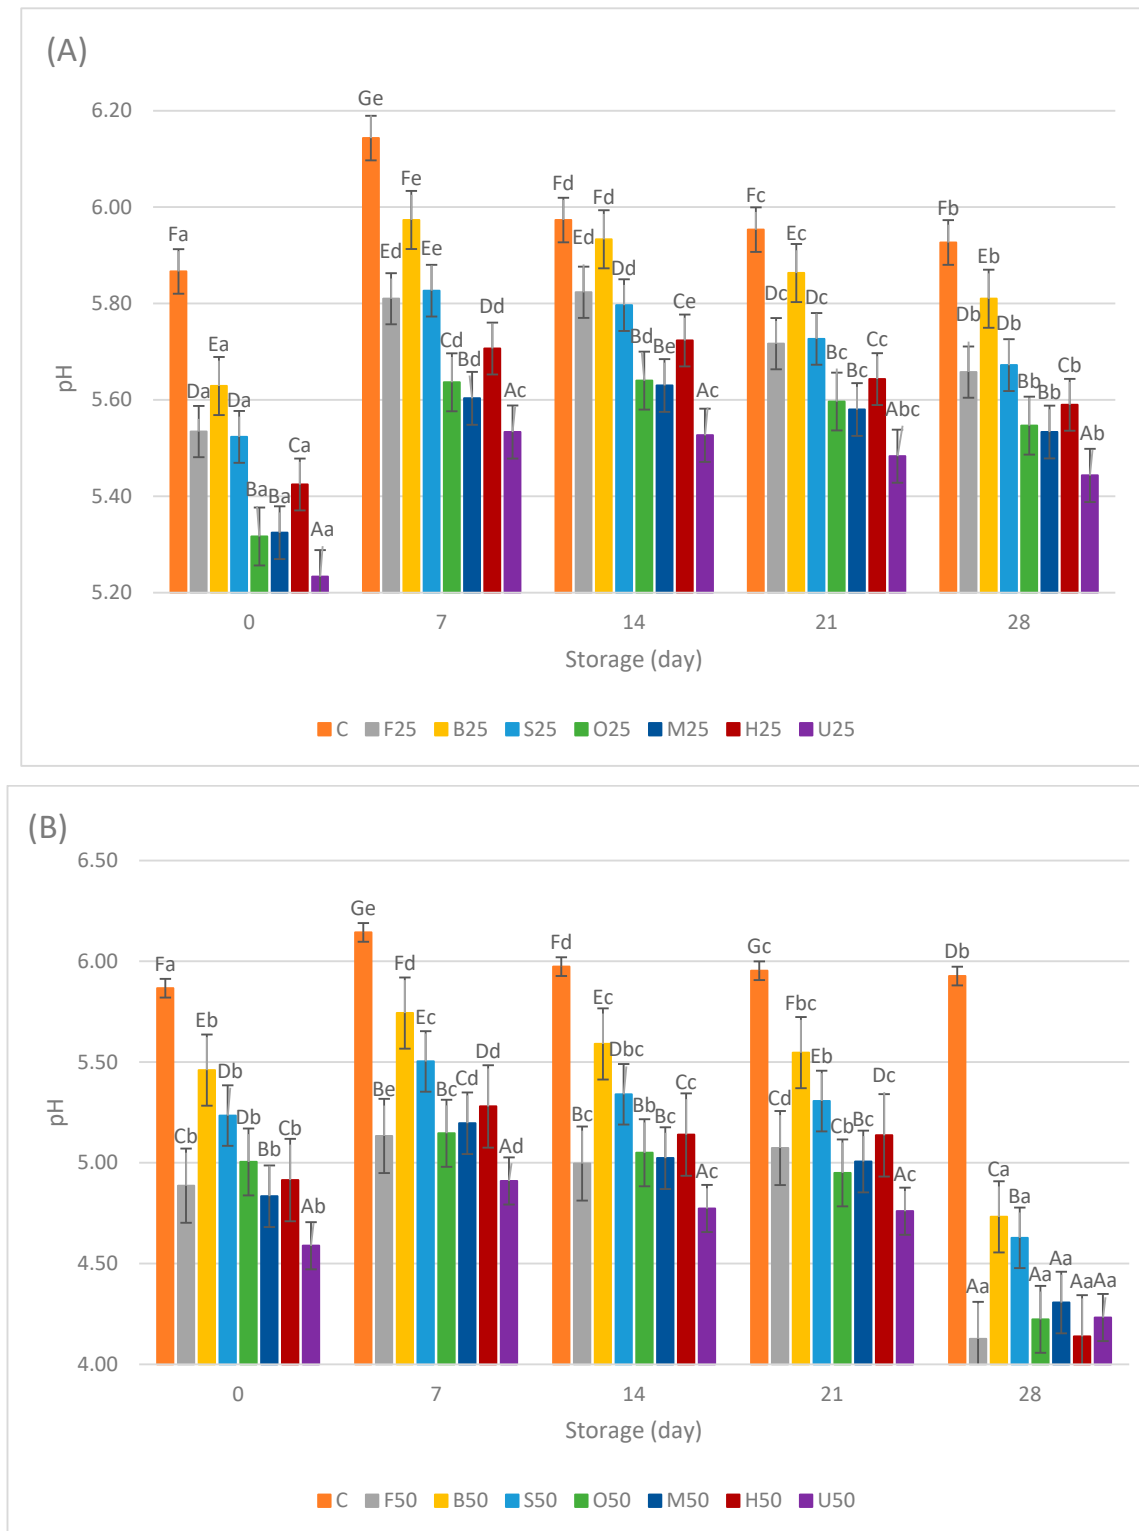 (A)
6.20
6.00
5.80
5.60
5.40
5.20
pH
Fa Da Ea Da Ba Ba Ca Aa
Ge Ed Fe Ee Cd Bd Dd Ac
Fd Ed Fd Dd Bd Be Ce Ac
Fc Dc Ec Dc Bc Bc Cc Abc
Fb Db Eb Db Bb Bb Cb Ab
0 7 14 21 28
Storage (day)
C F25 B25 S25 O25 M25 H25 U25
(B)
6.50
6.00
5.50
5.00
4.50
4.00
pH
Fa Cb Eb Db Db Bb Cb Ab
Ge Be Fd Ec Bc Cd Dd Ad
Fd Bc Ec Dbc Bb Bc Cc Ac
Gc Cd Fbc Eb Cb Bc Dc Ac
Db Aa Ca Ba Aa Aa Aa Aa
0 7 14 21 28
Storage (day)
C F50 B50 S50 O50 M50 H50 U50